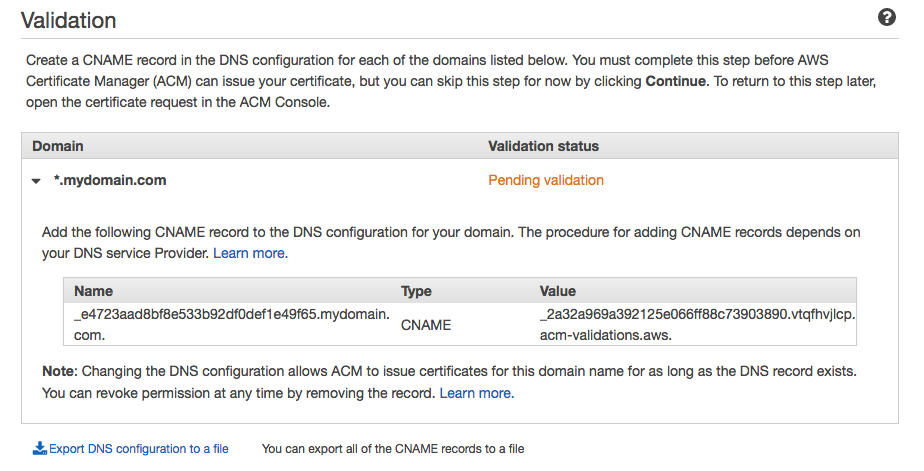 Validation
Create a CNAME record in the DNS configuration for each of the domains listed below. You must complete this step before AWS
Certificate Manager (ACM) can issue your certificate, but you can skip this step for now by clicking Continue. To return to this step later,
open the certificate request in the ACM Console.
Domain Validation status
*.mydomain.com Pending validation
Add the following CNAME record to the DNS configuration for your domain. The procedure for adding CNAME records depends on
your DNS service Provider. Learn more.
Name Type Value
_e4723aad8bf8e533b92df0def1e49f65.mydomain.
com.
CNAME
_2a32a969a392125e066ff88c73903890.vtqfhvjlcp.
acm-validations.aws.
Note: Changing the DNS configuration allows ACM to issue certificates for this domain name for as long as the DNS record exists.
You can revoke permission at any time by removing the record. Learn more.
Export DNS configuration to a file You can export all of the CNAME records to a file